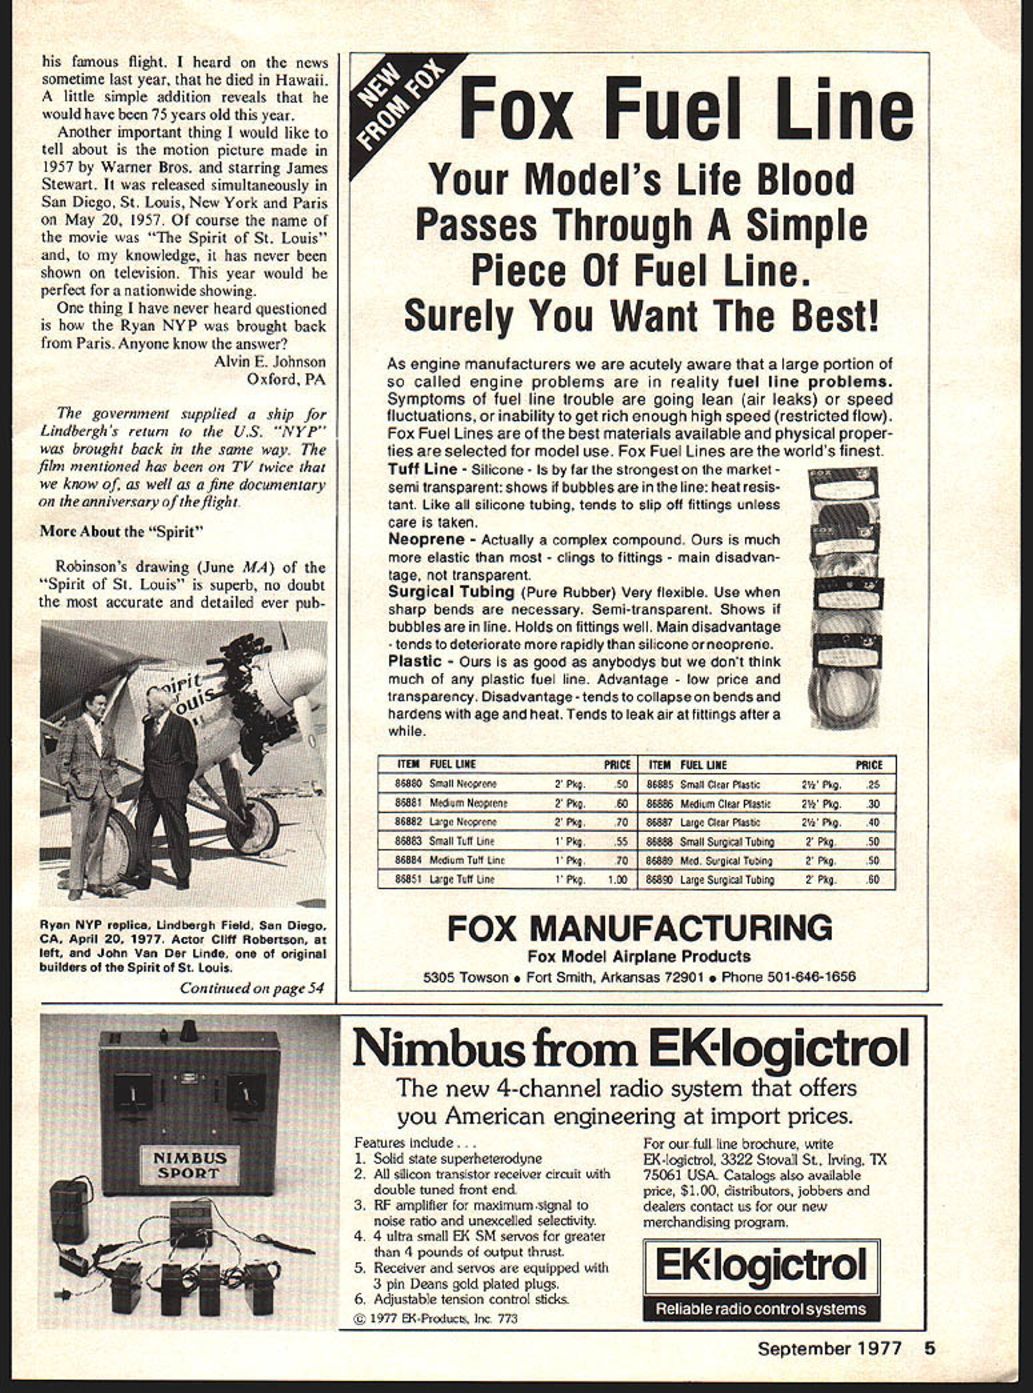 his famous flight. I heard on the news
sometime last year, that he died in Hawaii.
A little simple addition reveals that he
would have been 75 years old this year.
Another important thing I would like to
tell about is the motion picture made in
1957 by Warner Bros. and starring James
Stewart. It was released simultaneously in
San Diego, St. Louis, New York and Paris
on May 20, 1957. Of course the name of
the movie was “The Spirit of St. Louis”
and, to my knowledge, it has never been
shown on television. This year would be
perfect for a nationwide showing.
One thing I have never heard questioned
is how the Ryan NYP was brought back
from Paris. Anyone know the answer?
Alvin E. Johnson
Oxford, PA
The government supplied a ship for
Lindbergh's return to the U.S. “NYP”
was brought back in the same way. The
film mentioned has been on TV twice that
we know of, as well as a fine documentary
on the anniversary of the flight.
More About the “Spirit”
Robinson's drawing (June MA) of the
“Spirit of St. Louis” is superb, no doubt
the most accurate and detailed ever pub-
Spirit
of
Louis
Ryan NYP replica, Lindbergh Field, San Diego,
CA, April 20, 1977. Actor Cliff Robertson, at
left, and John Van Der Linde, one of original
builders of the Spirit of St. Louis.
Continued on page 54
NEW
FROM FOX
Fox Fuel Line
Your Model's Life Blood
Passes Through A Simple
Piece Of Fuel Line.
Surely You Want The Best!
As engine manufacturers we are acutely aware that a large portion of
so called engine problems are in reality fuel line problems.
Symptoms of fuel line trouble are going lean (air leaks) or speed
fluctuations, or inability to get rich enough high speed (restricted flow).
Fox Fuel Lines are of the best materials available and physical proper-
ties are selected for model use. Fox Fuel Lines are the world's finest.
Tuff Line - Silicone - Is by far the strongest on the market -
semi transparent: shows if bubbles are in the line: heat resis-
tant. Like all silicone tubing, tends to slip off fittings unless
care is taken.
Neoprene - Actually a complex compound. Ours is much
more elastic than most - clings to fittings - main disadvan-
tage, not transparent.
Surgical Tubing (Pure Rubber) Very flexible. Use when
sharp bends are necessary. Semi-transparent. Shows if
bubbles are in line. Holds on fittings well. Main disadvantage
- tends to deteriorate more rapidly than silicone or neoprene.
Plastic - Ours is as good as anybodys but we don't think
much of any plastic fuel line. Advantage - low price and
transparency. Disadvantage - tends to collapse on bends and
hardens with age and heat. Tends to leak air at fittings after a
while.
ITEM FUEL LINE PRICE ITEM FUEL LINE PRICE
86880 Small Neoprene 2' Pkg. .50 86885 Small Clear Plastic 2½' Pkg. .25
86881 Medium Neoprene 2' Pkg. .60 86886 Medium Clear Plastic 2½' Pkg. .30
86882 Large Neoprene 2' Pkg. .70 86887 Large Clear Plastic 2½' Pkg. .40
86883 Small Tuff Line 1' Pkg. .55 86888 Small Surgical Tubing 2' Pkg. .50
86884 Medium Tuff Line 1' Pkg. .70 86889 Med. Surgical Tubing 2' Pkg. .50
86851 Large Tuff Line 1' Pkg. 1.00 86890 Large Surgical Tubing 2' Pkg. .60
FOX MANUFACTURING
Fox Model Airplane Products
5305 Towson • Fort Smith, Arkansas 72901 • Phone 501-646-1656
NIMBUS
SPORT
Nimbus from EK-logictrol
The new 4-channel radio system that offers
you American engineering at import prices.
Features include . . .
1. Solid state superheterodyne
2. All silicon transistor receiver circuit with
double tuned front end.
3. RF amplifier for maximum signal to
noise ratio and unexcelled selectivity.
4. 4 ultra small EK SM servos for greater
than 4 pounds of output thrust.
5. Receiver and servos are equipped with
3 pin Deans gold plated plugs.
6. Adjustable tension control sticks.
© 1977 EK-Products, Inc. 773
For our full line brochure, write
EK-logictrol, 3322 Stovall St., Irving, TX
75061 USA. Catalogs also available
price, $1.00, distributors, jobbers and
dealers contact us for our new
merchandising program.
EK-logictrol
Reliable radio control systems
September 1977 5